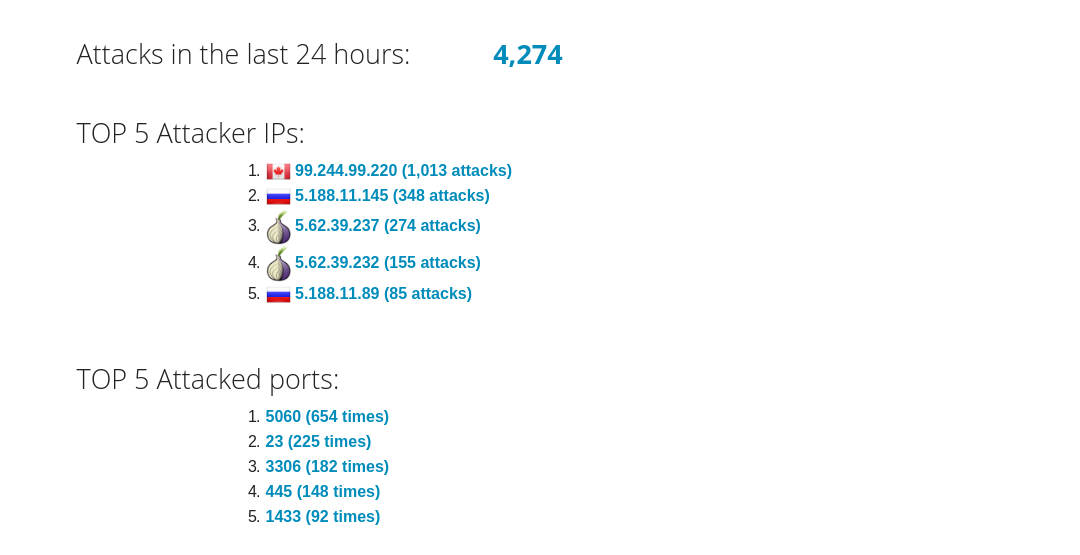 Attacks in the last 24 hours: 4,274
TOP 5 Attacker IPs:
1. 99.244.99.220 (1,013 attacks)
2. 5.188.11.145 (348 attacks)
3. 5.62.39.237 (274 attacks)
4. 5.62.39.232 (155 attacks)
5. 5.188.11.89 (85 attacks)
TOP 5 Attacked ports:
1. 5060 (654 times)
2. 23 (225 times)
3. 3306 (182 times)
4. 445 (148 times)
5. 1433 (92 times)